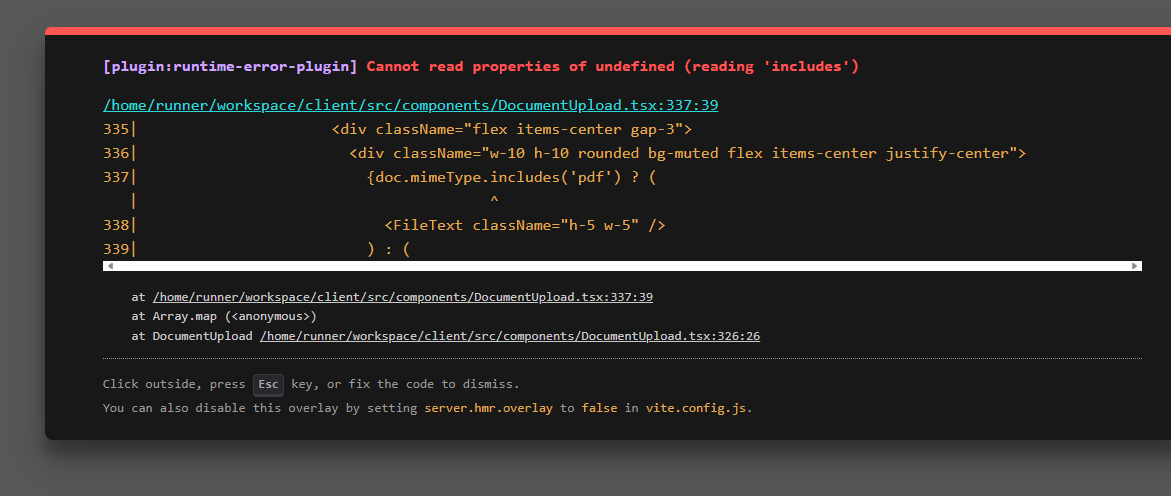 [plugin:runtime-error-plugin] Cannot read properties of undefined (reading 'includes')
/home/runner/workspace/client/src/components/DocumentUpload.tsx:337:39
335|                      <div className="flex items-center gap-3">
336|                        <div className="w-10 h-10 rounded bg-muted flex items-center justify-center">
337|                          {doc.mimeType.includes('pdf') ? (
   |                                       ^
338|                            <FileText className="h-5 w-5" />
339|                          ) : (
at /home/runner/workspace/client/src/components/DocumentUpload.tsx:337:39
at Array.map (<anonymous>)
at DocumentUpload /home/runner/workspace/client/src/components/DocumentUpload.tsx:326:26
Click outside, press Esc key, or fix the code to dismiss.
You can also disable this overlay by setting server.hmr.overlay to false in vite.config.js.